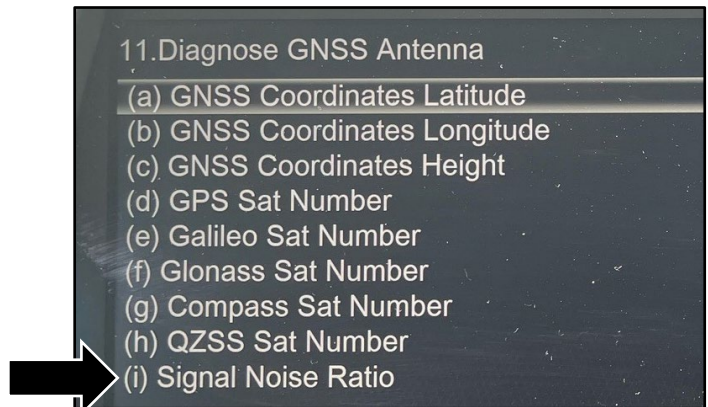 11.Diagnose GNSS Antenna
(a) GNSS Coordinates Latitude
(b) GNSS Coordinates Longitude
(c) GNSS Coordinates Height
(d) GPS Sat Number
(e) Galileo Sat Number
(f) Glonass Sat Number
(g) Compass Sat Number
(h) QZSS Sat Number
(i) Signal Noise Ratio